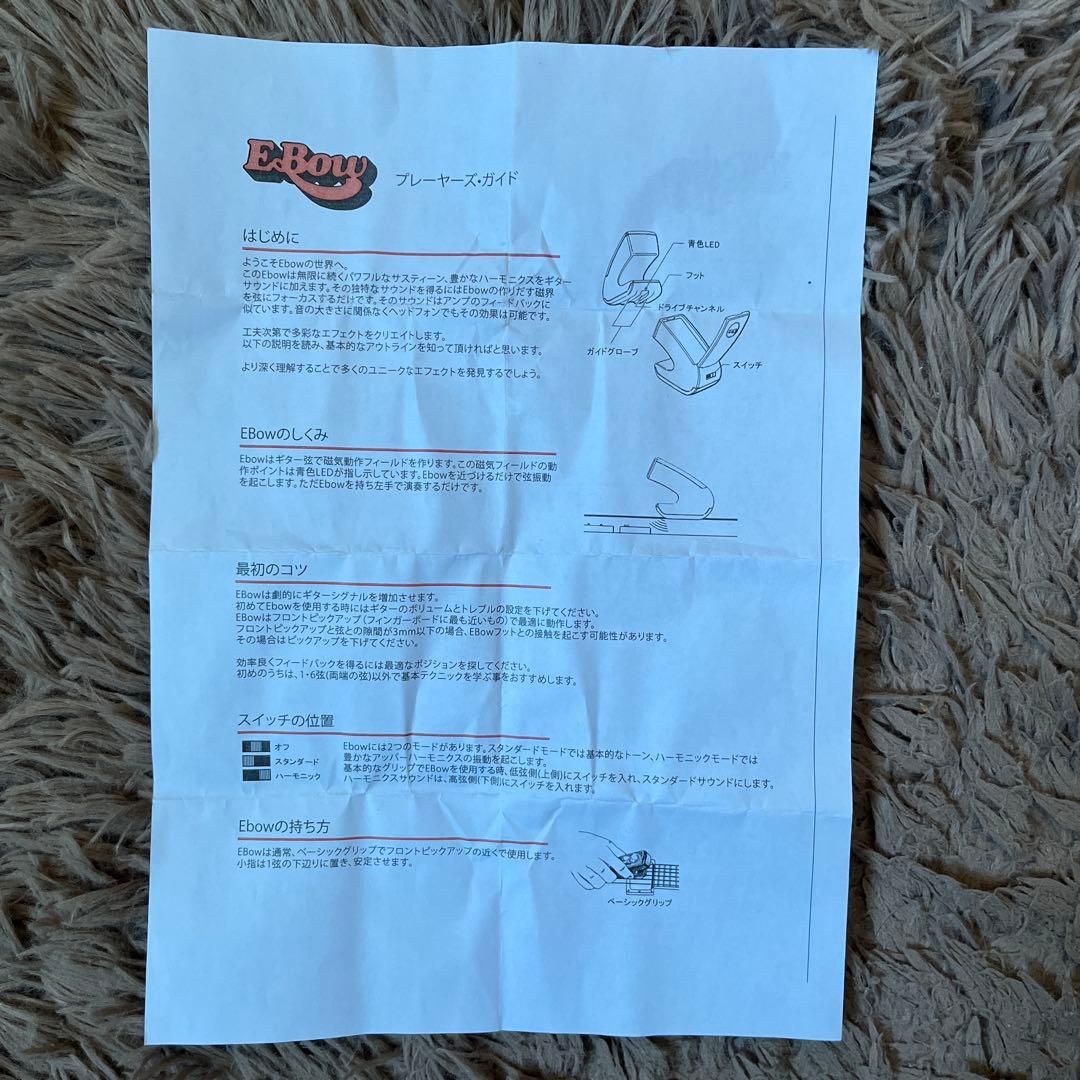 E-Bow
プレーヤーズ・ガイド
はじめに
ようこそEbowの世界へ。
このEbowは無限に続くパワフルなサスティーン、豊かなハーモニクスをギター
サウンドに加えます。その独特なサウンドを得るにはEbowの作りだす磁界
を弦にフォーカスするだけです。そのサウンドはアンプのフィードバックに
似ています。音の大きさに関係なくヘッドフォンでもその効果は可能です。
工夫次第で多彩なエフェクトをクリエイトします。
以下の説明を読み、基本的なアウトラインを知って頂ければと思います。
より深く理解することで多くのユニークなエフェクトを発見するでしょう。
青色LED
フット
ドライブチャンネル
ガイドグローブ
スイッチ
EBowのしくみ
Ebowはギター弦で磁気動作フィールドを作ります。この磁気フィールドの動
作ポイントは青色LEDが指し示しています。Ebowを近づけるだけで弦振動
を起こします。ただEbowを持ち左手で演奏するだけです。
最初のコツ
EBowは劇的にギターシグナルを増加させます。
初めてEbowを使用する時にはギターのボリュームとトレブルの設定を下げてください。
EBowはフロントピックアップ(フィンガーボードに最も近いもの)で最適に動作します。
フロントピックアップと弦との隙間が3mm以下の場合、EBowフットとの接触を起こす可能性があります。
その場合はピックアップを下げてください。
効率良くフィードバックを得るには最適なポジションを探してください。
初めのうちは、1・6弦(両端の弦)以外で基本テクニックを学ぶ事をおすすめします。
スイッチの位置
オフ
スタンダード
ハーモニック
Ebowには2つのモードがあります。スタンダードモードでは基本的なトーン、ハーモニックモードでは
豊かなアッパーハーモニクスの振動を起こします。
基本的なグリップでEBowを使用する時、低弦側(上側)にスイッチを入れ、スタンダードサウンドにします。
ハーモニクスサウンドは、高弦側(下側)にスイッチを入れます。
Ebowの持ち方
EBowは通常、ベーシックグリップでフロントピックアップの近くで使用します。
小指は1弦の下辺りに置き、安定させます。
ベーシックグリップ